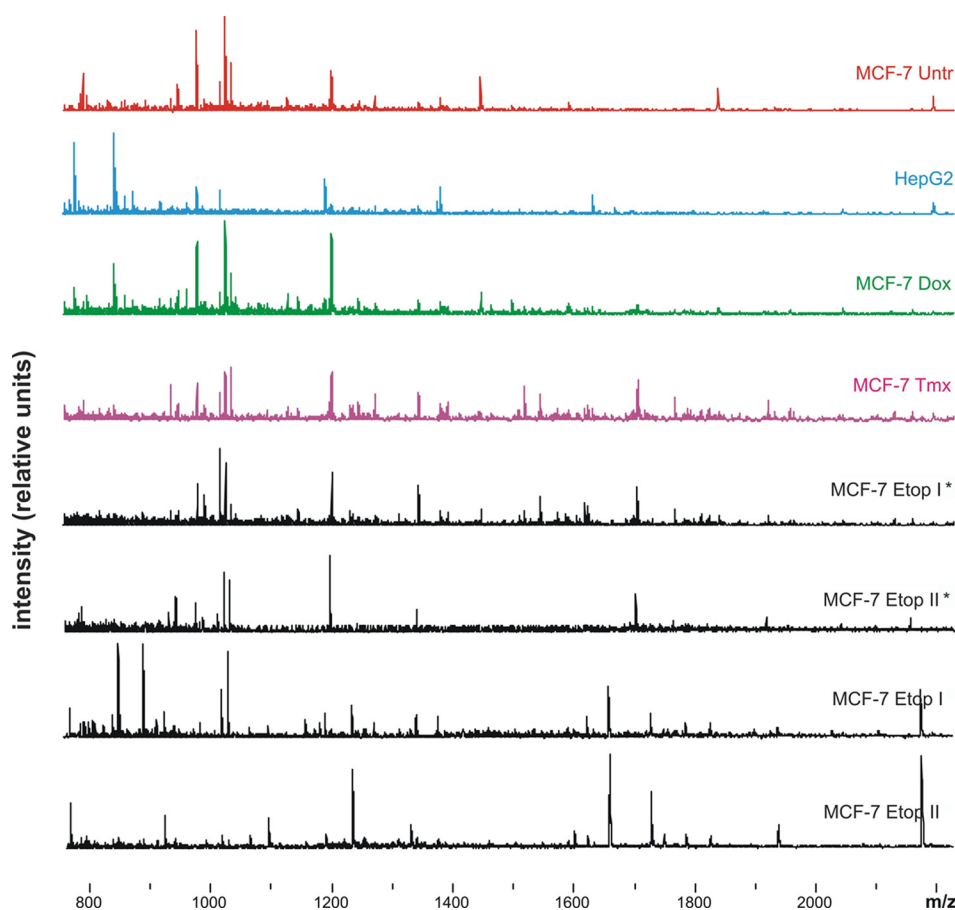 MCF-7 Untr
HepG2
MCF-7 Dox
MCF-7 Tmx
MCF-7 Etop I *
MCF-7 Etop II *
MCF-7 Etop I
MCF-7 Etop II
intensity (relative units)
800 1000 1200 1400 1600 1800 2000 m/z